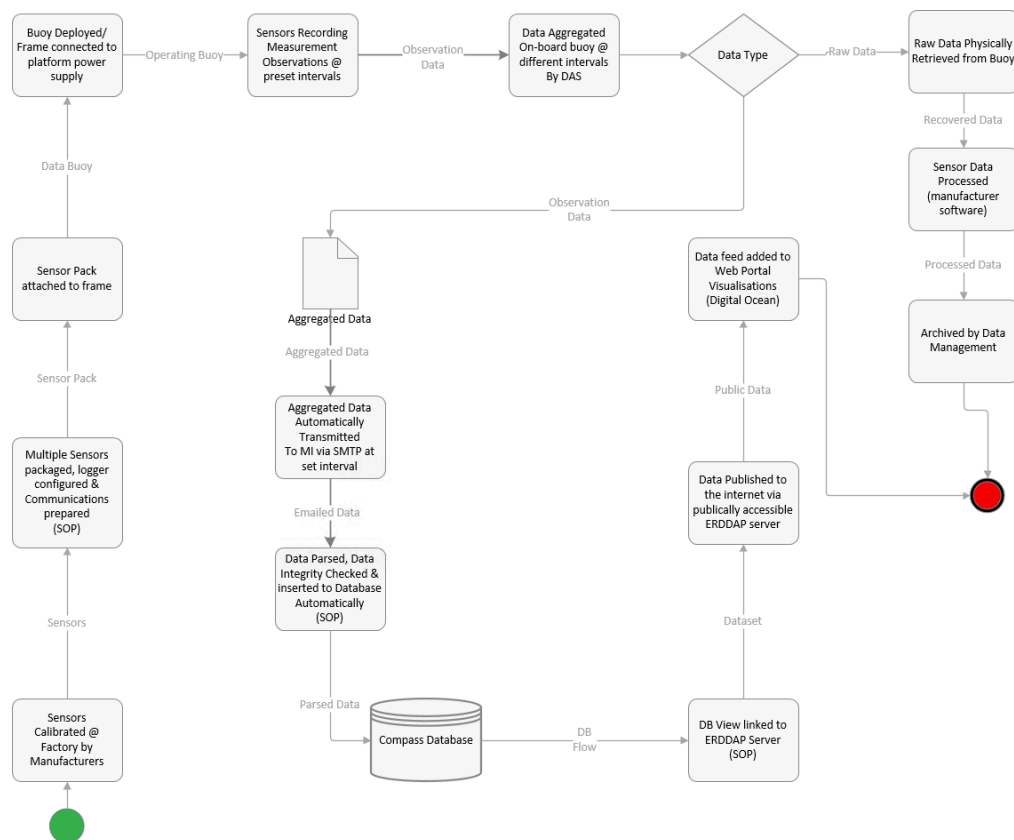 Buoy Deployed/
Frame connected to
platform power
supply
Operating Buoy
Sensors Recording
Measurement
Observations @
preset intervals
Observation
Data
Data Aggregated
On-board buoy @
different intervals
By DAS
Data Type
Raw Data
Raw Data Physically
Retrieved from Buoy
Recovered Data
Sensor Data
Processed
(manufacturer
software)
Processed Data
Archived by Data
Management
Data Buoy
Sensor Pack
attached to frame
Sensor Pack
Multiple Sensors
packaged, logger
configured &
Communications
prepared
(SOP)
Sensors
Sensors
Calibrated @
Factory by
Manufacturers
Observation
Data
Aggregated Data
Aggregated Data
Aggregated Data
Automatically
Transmitted
To MI via SMTP at
set interval
Emailed Data
Data Parsed, Data
Integrity Checked &
inserted to Database
Automatically
(SOP)
Parsed Data
Compass Database
DB
Flow
DB View linked to
ERDDAP Server
(SOP)
Dataset
Data Published to
the internet via
publically accessible
ERDDAP server
Public Data
Data feed added to
Web Portal
Visualisations
(Digital Ocean)